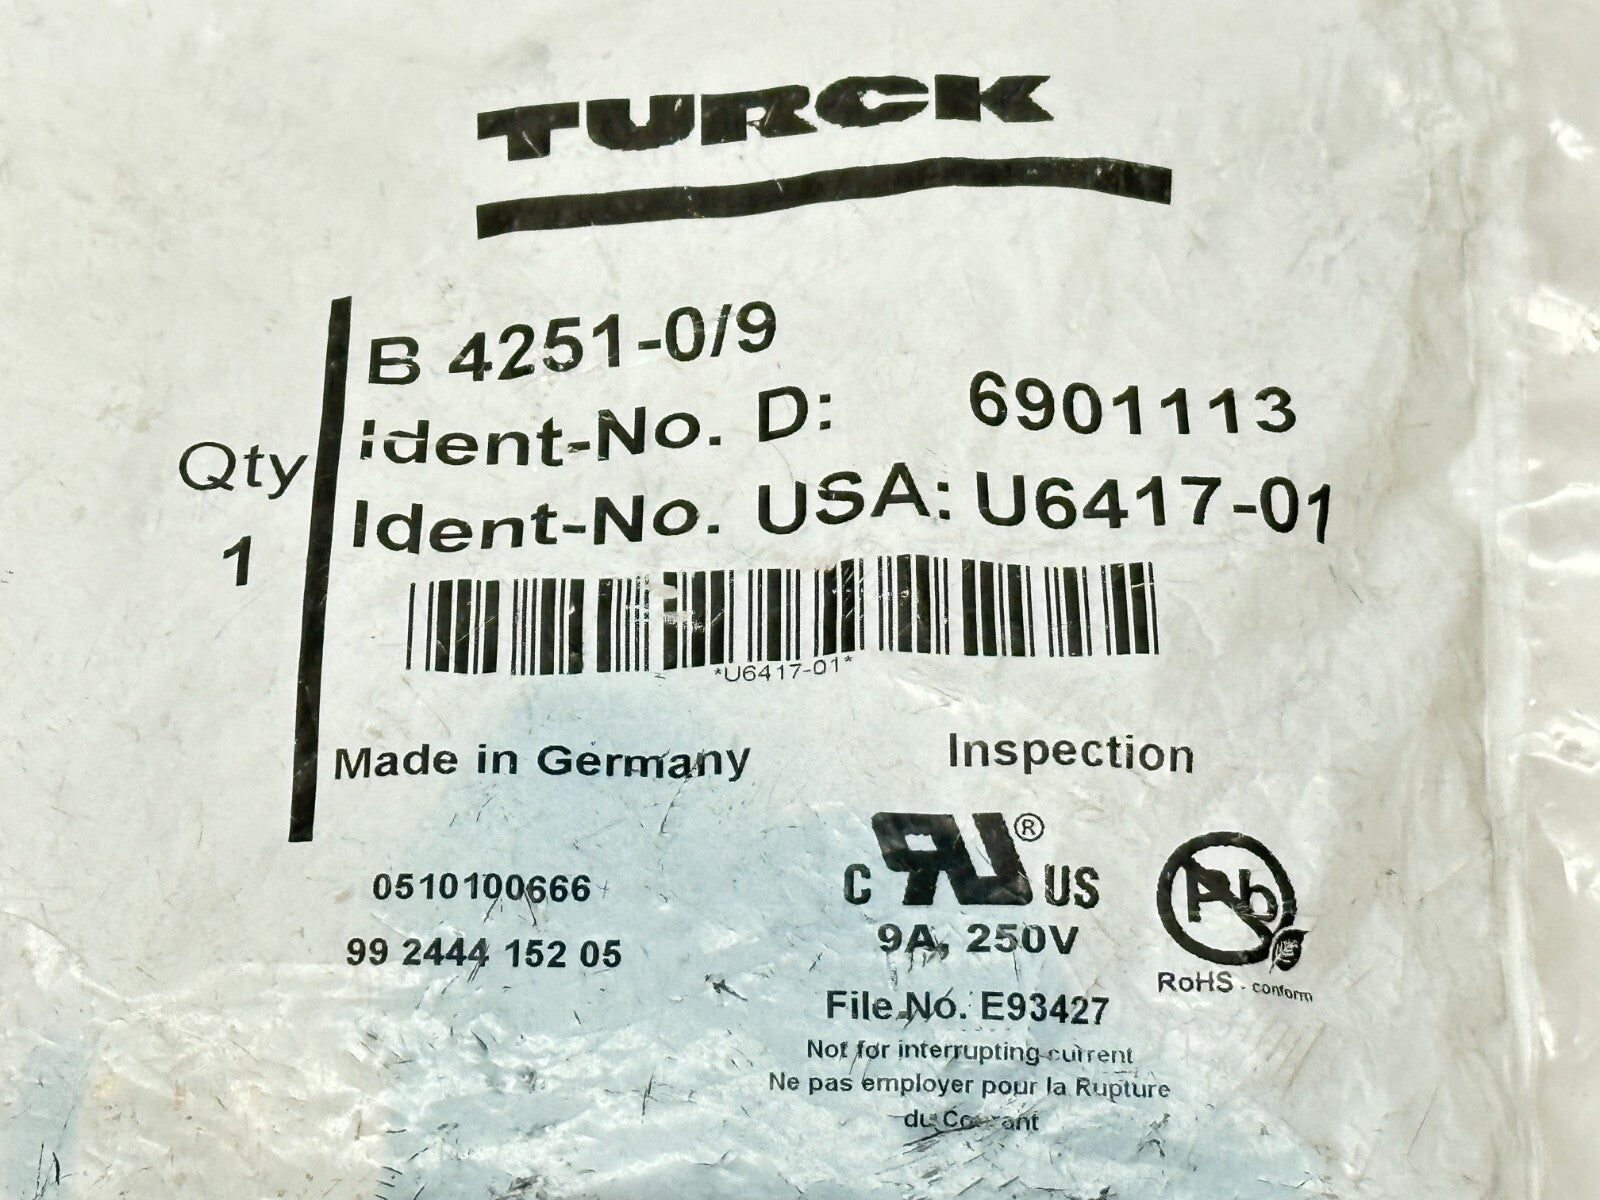 TURCK
B 4251-0/9
Ident-No. D: 6901113
Ident-No. USA: U6417-01
Qty
1
*U6417-01*
Made in Germany
Inspection
0510100666
99 2444 152 05
C RU® US
9A, 250V
File No. E93427
Not for interrupting current
Ne pas employer pour la Rupture
du Courant
Pb
RoHS - conform